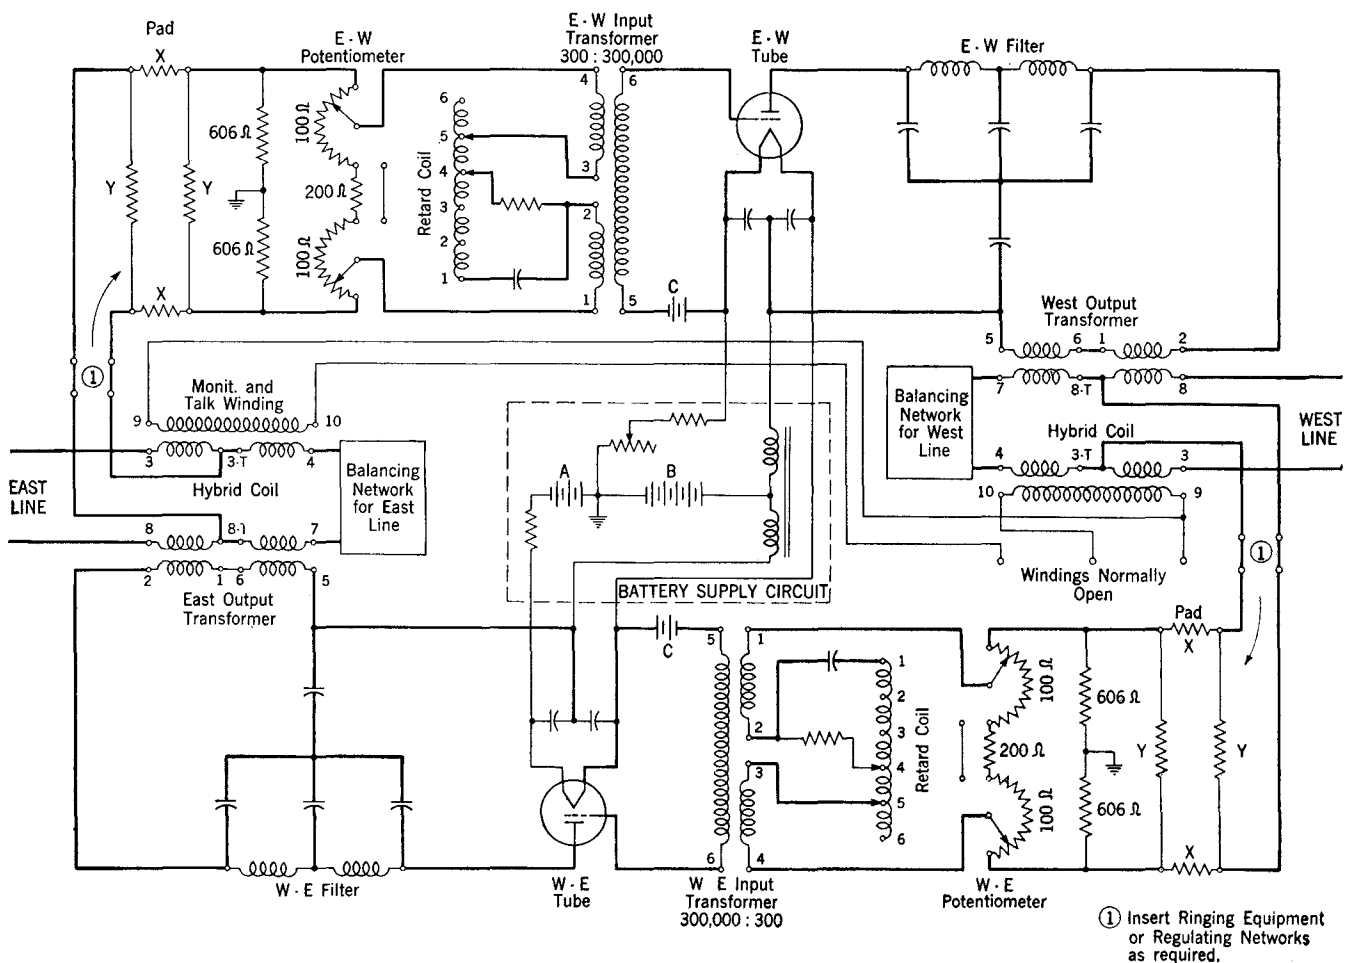 Pad
X
E-W
Potentiometer
E-W Input
Transformer
300 : 300,000
E-W
Tube
E-W Filter
4
6
606 Ω
100 Ω
6
5
4
3
2
1
Retard Coil
Y
Y
200 Ω
3
2
606 Ω
100 Ω
X
1
5
C
West Output
Transformer
5
6
1
2
1
Monit. and
Talk Winding
9
10
7
8-T
8
Balancing
Network
for West
Line
WEST
LINE
3
3-T
4
Hybrid Coil
Balancing
Network
for East
Line
EAST
LINE
Hybrid Coil
4
3-T
3
10
9
A
B
8
8-T
7
2
1
6
5
East Output
Transformer
BATTERY SUPPLY CIRCUIT
Windings Normally
Open
1
Pad
X
C
5
1
1
2
3
4
5
6
Retard Coil
2
3
100 Ω
200 Ω
100 Ω
606 Ω
606 Ω
Y
Y
X
6
4
W-E Filter
W-E
Tube
W E Input
Transformer
300,000 : 300
W-E
Potentiometer
1 Insert Ringing Equipment
or Regulating Networks
as required.